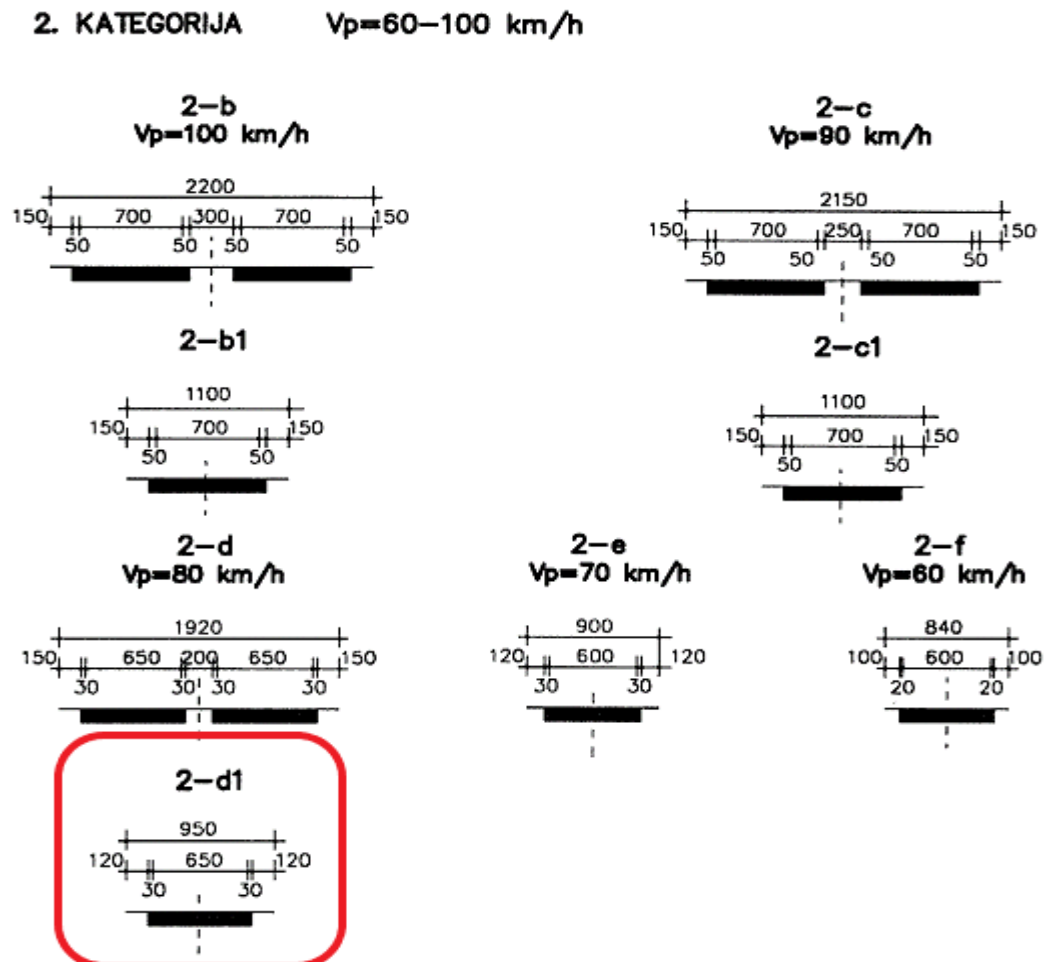 2. KATEGORIJA Vp=60-100 km/h
2-b
Vp=100 km/h
2200
150 700 300 700 150
50 50 50 50
2-c
Vp=90 km/h
2150
150 700 250 700 150
50 50 50 50
2-b1
1100
150 700 150
50 50
2-c1
1100
150 700 150
50 50
2-d
Vp=80 km/h
1920
150 650 200 650 150
30 30 30 30
2-e
Vp=70 km/h
900
120 600 120
30 30
2-f
Vp=60 km/h
840
100 600 100
20 20
2-d1
950
120 650 120
30 30